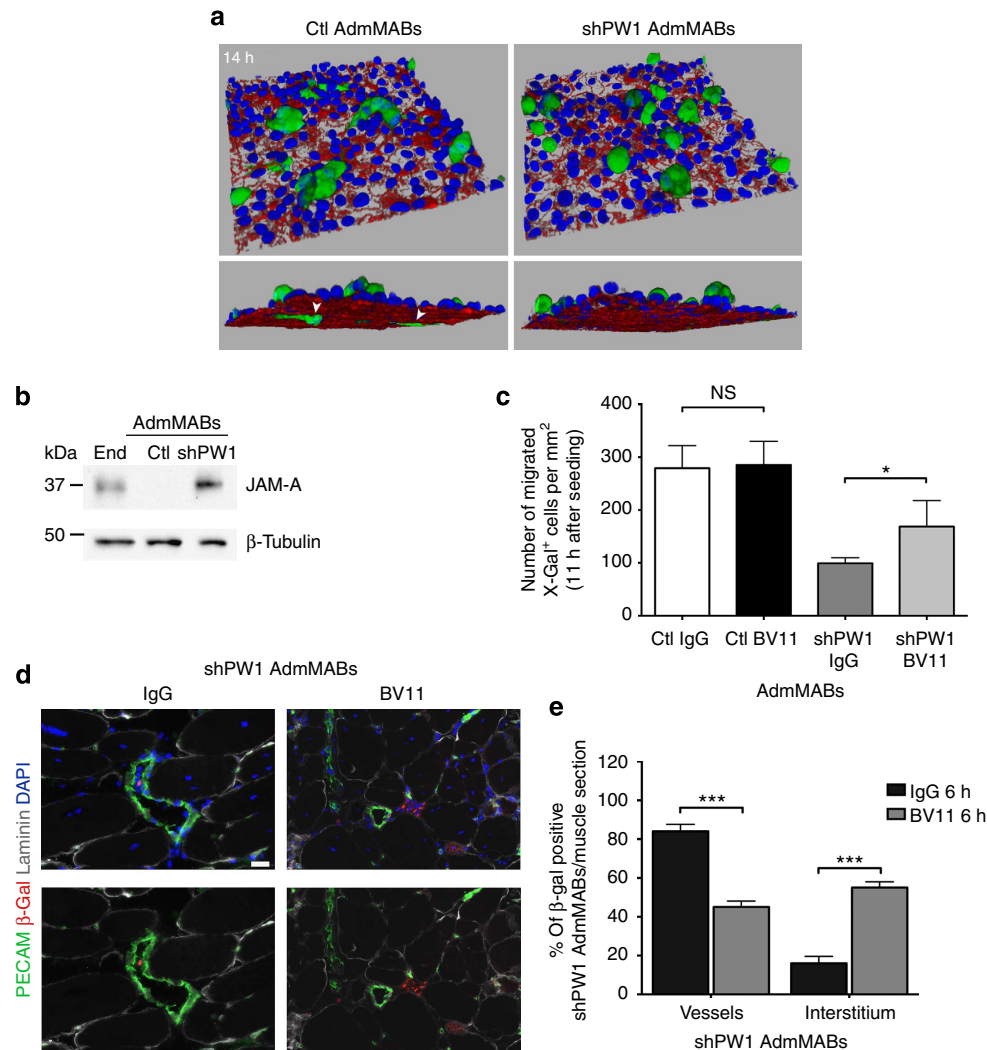 a
Ctl AdmMABs
shPW1 AdmMABs
14 h
b
AdmMABs
kDa
End
Ctl
shPW1
37
JAM-A
50
β-Tubulin
c
Number of migrated
X-Gal⁺ cells per mm²
(11 h after seeding)
400
300
200
100
0
NS
*
Ctl IgG
Ctl BV11
shPW1
IgG
shPW1
BV11
AdmMABs
d
shPW1 AdmMABs
IgG
BV11
PECAM β-Gal Laminin DAPI
e
% Of β-gal positive
shPW1 AdmMABs/muscle section
120
100
80
60
40
20
0
***
***
IgG 6 h
BV11 6 h
Vessels
Interstitium
shPW1 AdmMABs